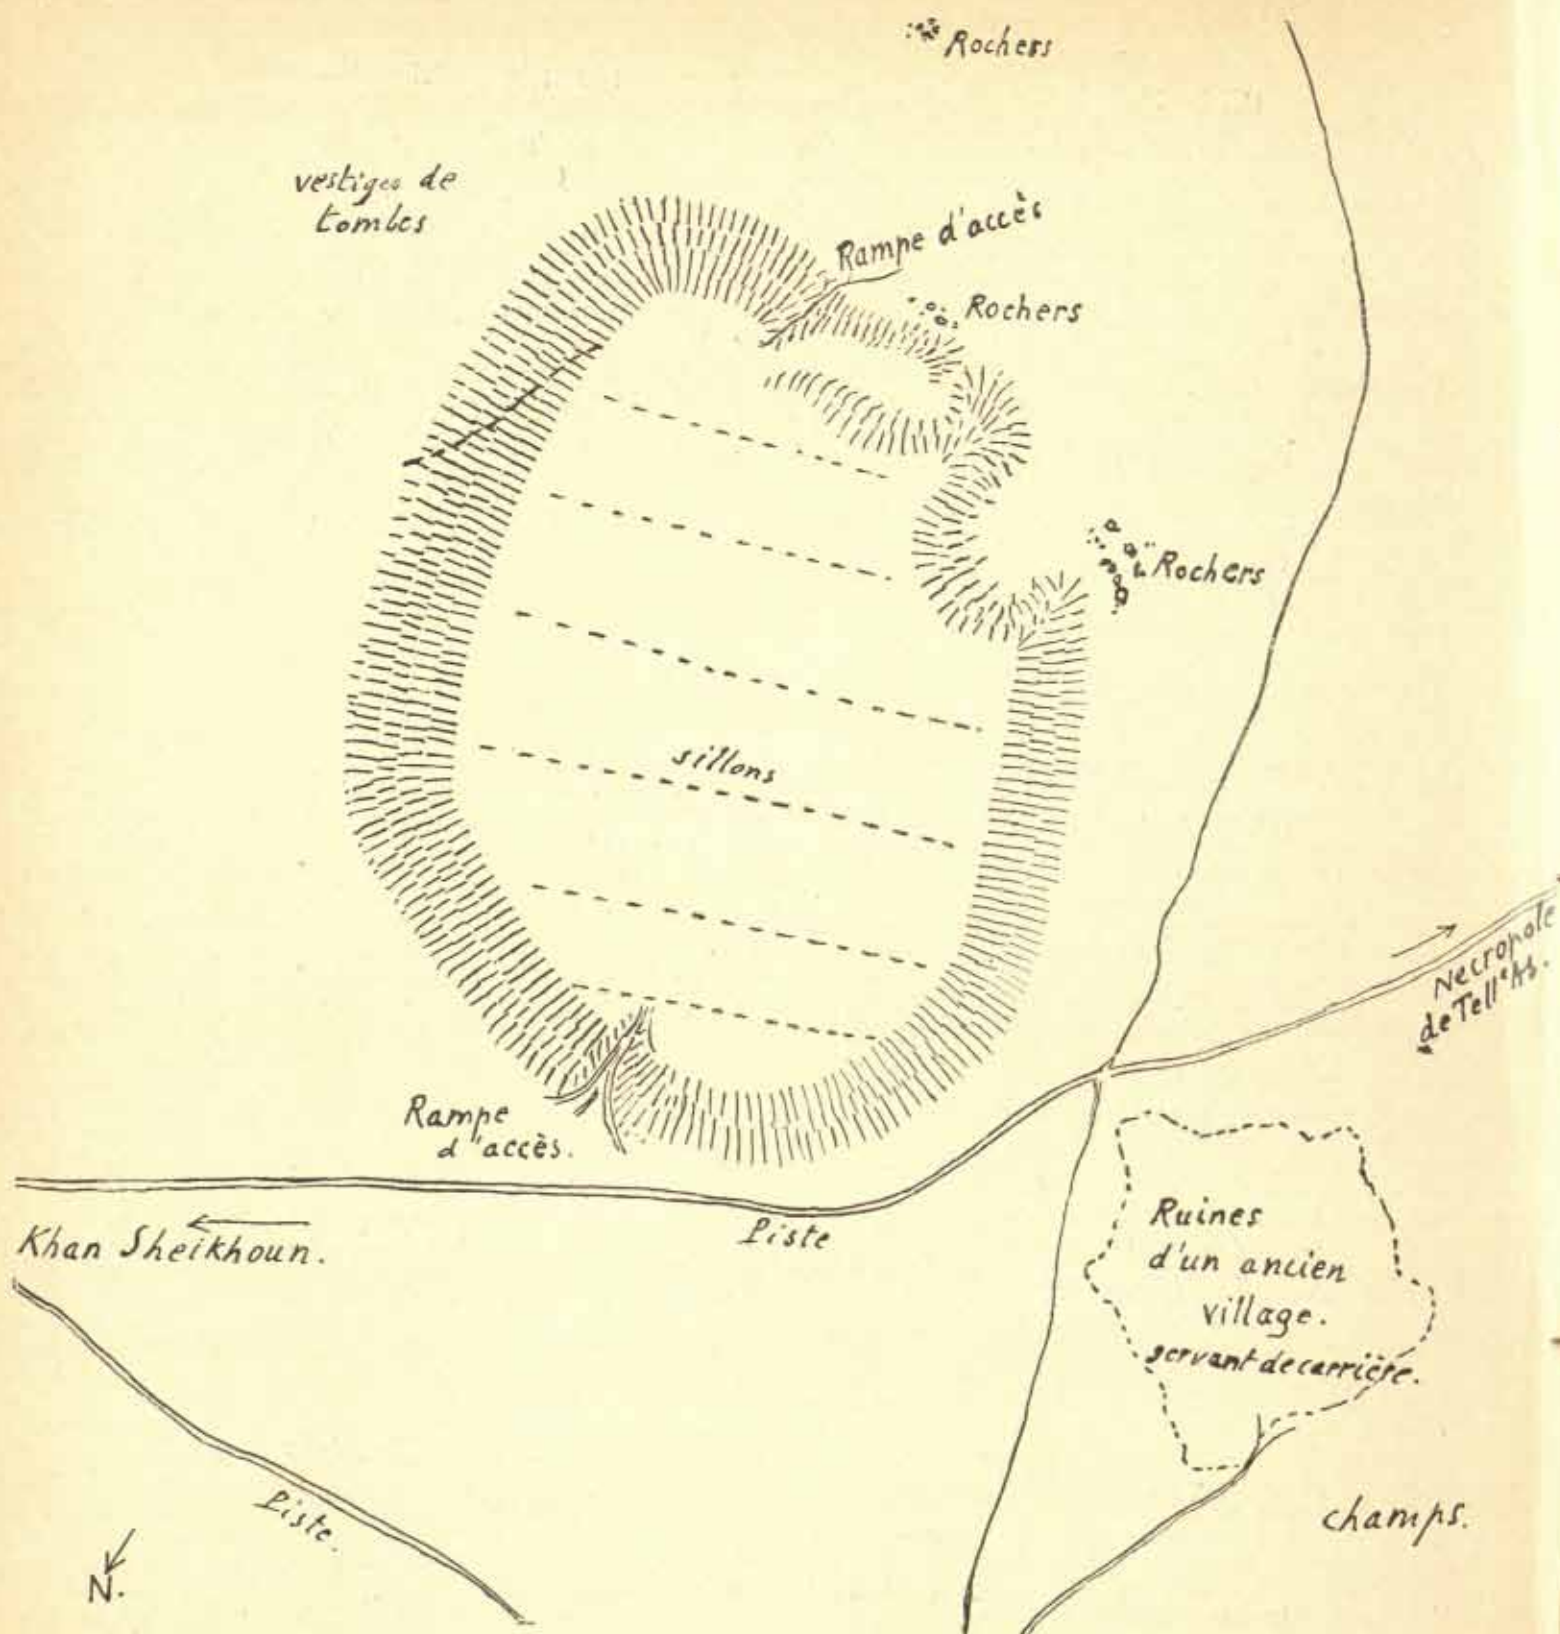 Rochers
vestiges de
tombes
Rampe d'accès
Rochers
Rochers
sillons
Necropole
de Tell 'As.
Rampe
d'accès.
Piste
Khan Sheikhoun.
Ruines
d'un ancien
village.
servant de carrière.
Piste.
champs.
N.